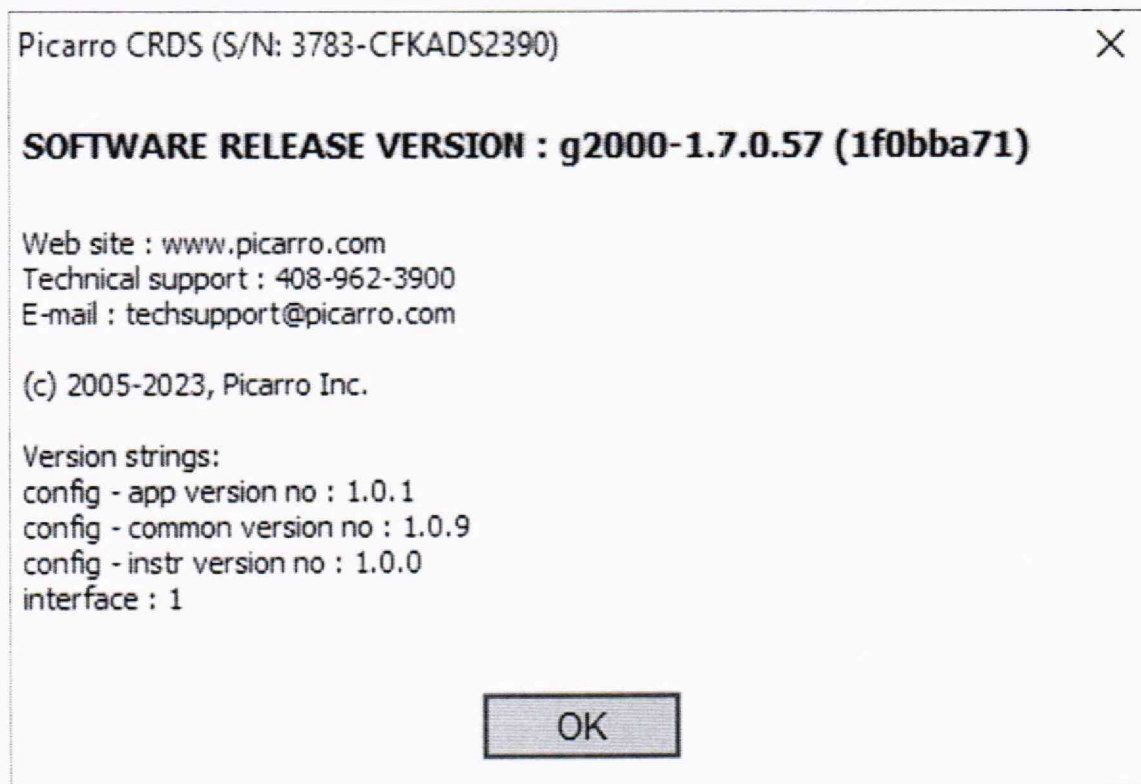 Picarro CRDS (S/N: 3783-CFKADS2390)
SOFTWARE RELEASE VERSION : g2000-1.7.0.57 (1f0bba71)
Web site : www.picarro.com
Technical support : 408-962-3900
E-mail : techsupport@picarro.com
(c) 2005-2023, Picarro Inc.
Version strings:
config - app version no : 1.0.1
config - common version no : 1.0.9
config - instr version no : 1.0.0
interface : 1
OK